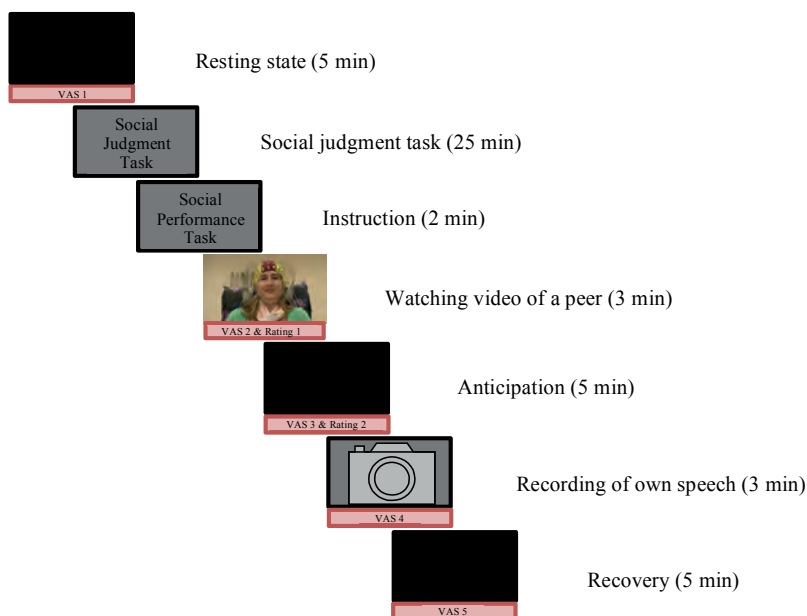 Resting state (5 min)
VAS 1
Social
Judgment
Task
Social judgment task (25 min)
Social
Performance
Task
Instruction (2 min)
Watching video of a peer (3 min)
VAS 2 & Rating 1
Anticipation (5 min)
VAS 3 & Rating 2
Recording of own speech (3 min)
VAS 4
Recovery (5 min)
VAS 5